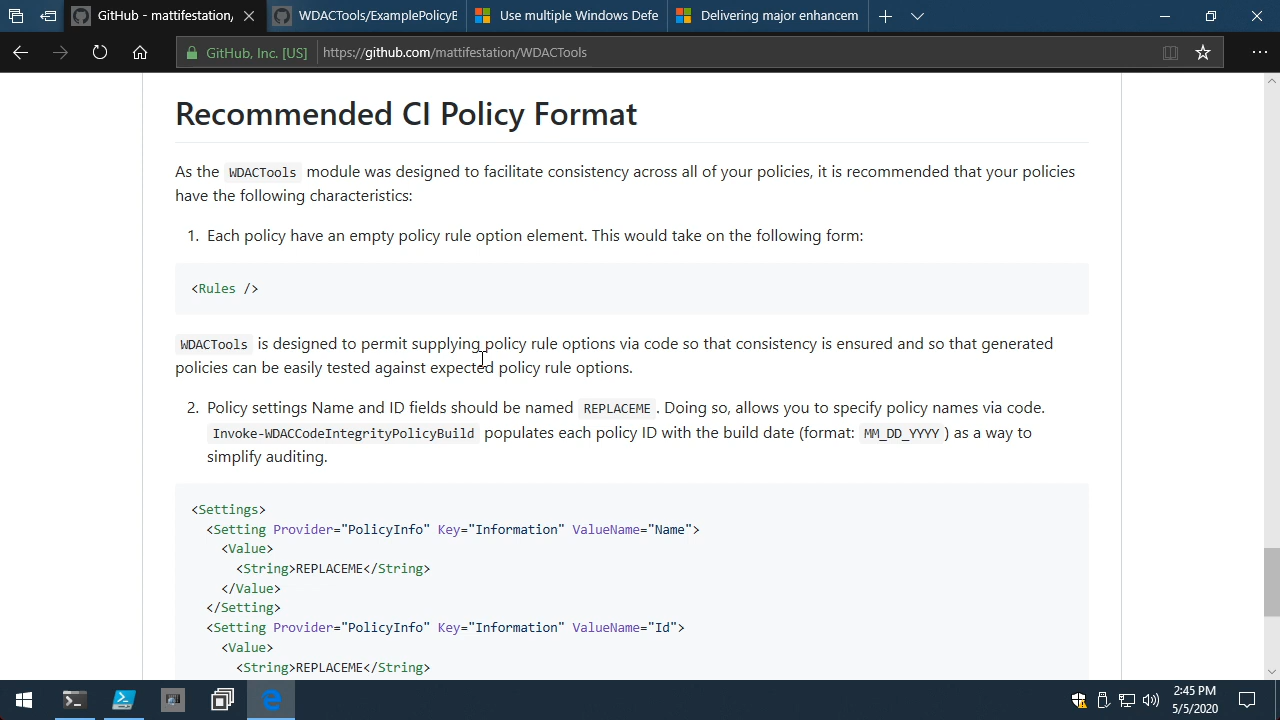 GitHub - mattifestation,
WDACTools/ExamplePolicyB
Use multiple Windows Defe
Delivering major enhancem
GitHub, Inc. [US]
https://github.com/mattifestation/WDACTools
Recommended CI Policy Format
As the WDACTools module was designed to facilitate consistency across all of your policies, it is recommended that your policies
have the following characteristics:
1. Each policy have an empty policy rule option element. This would take on the following form:
<Rules />
WDACTools is designed to permit supplying policy rule options via code so that consistency is ensured and so that generated
policies can be easily tested against expected policy rule options.
2. Policy settings Name and ID fields should be named REPLACEME . Doing so, allows you to specify policy names via code.
Invoke-WDACCodeIntegrityPolicyBuild populates each policy ID with the build date (format: MM_DD_YYYY ) as a way to
simplify auditing.
<Settings>
<Setting Provider="PolicyInfo" Key="Information" ValueName="Name">
<Value>
<String>REPLACEME</String>
</Value>
</Setting>
<Setting Provider="PolicyInfo" Key="Information" ValueName="Id">
<Value>
<String>REPLACEME</String>
2:45 PM
5/5/2020